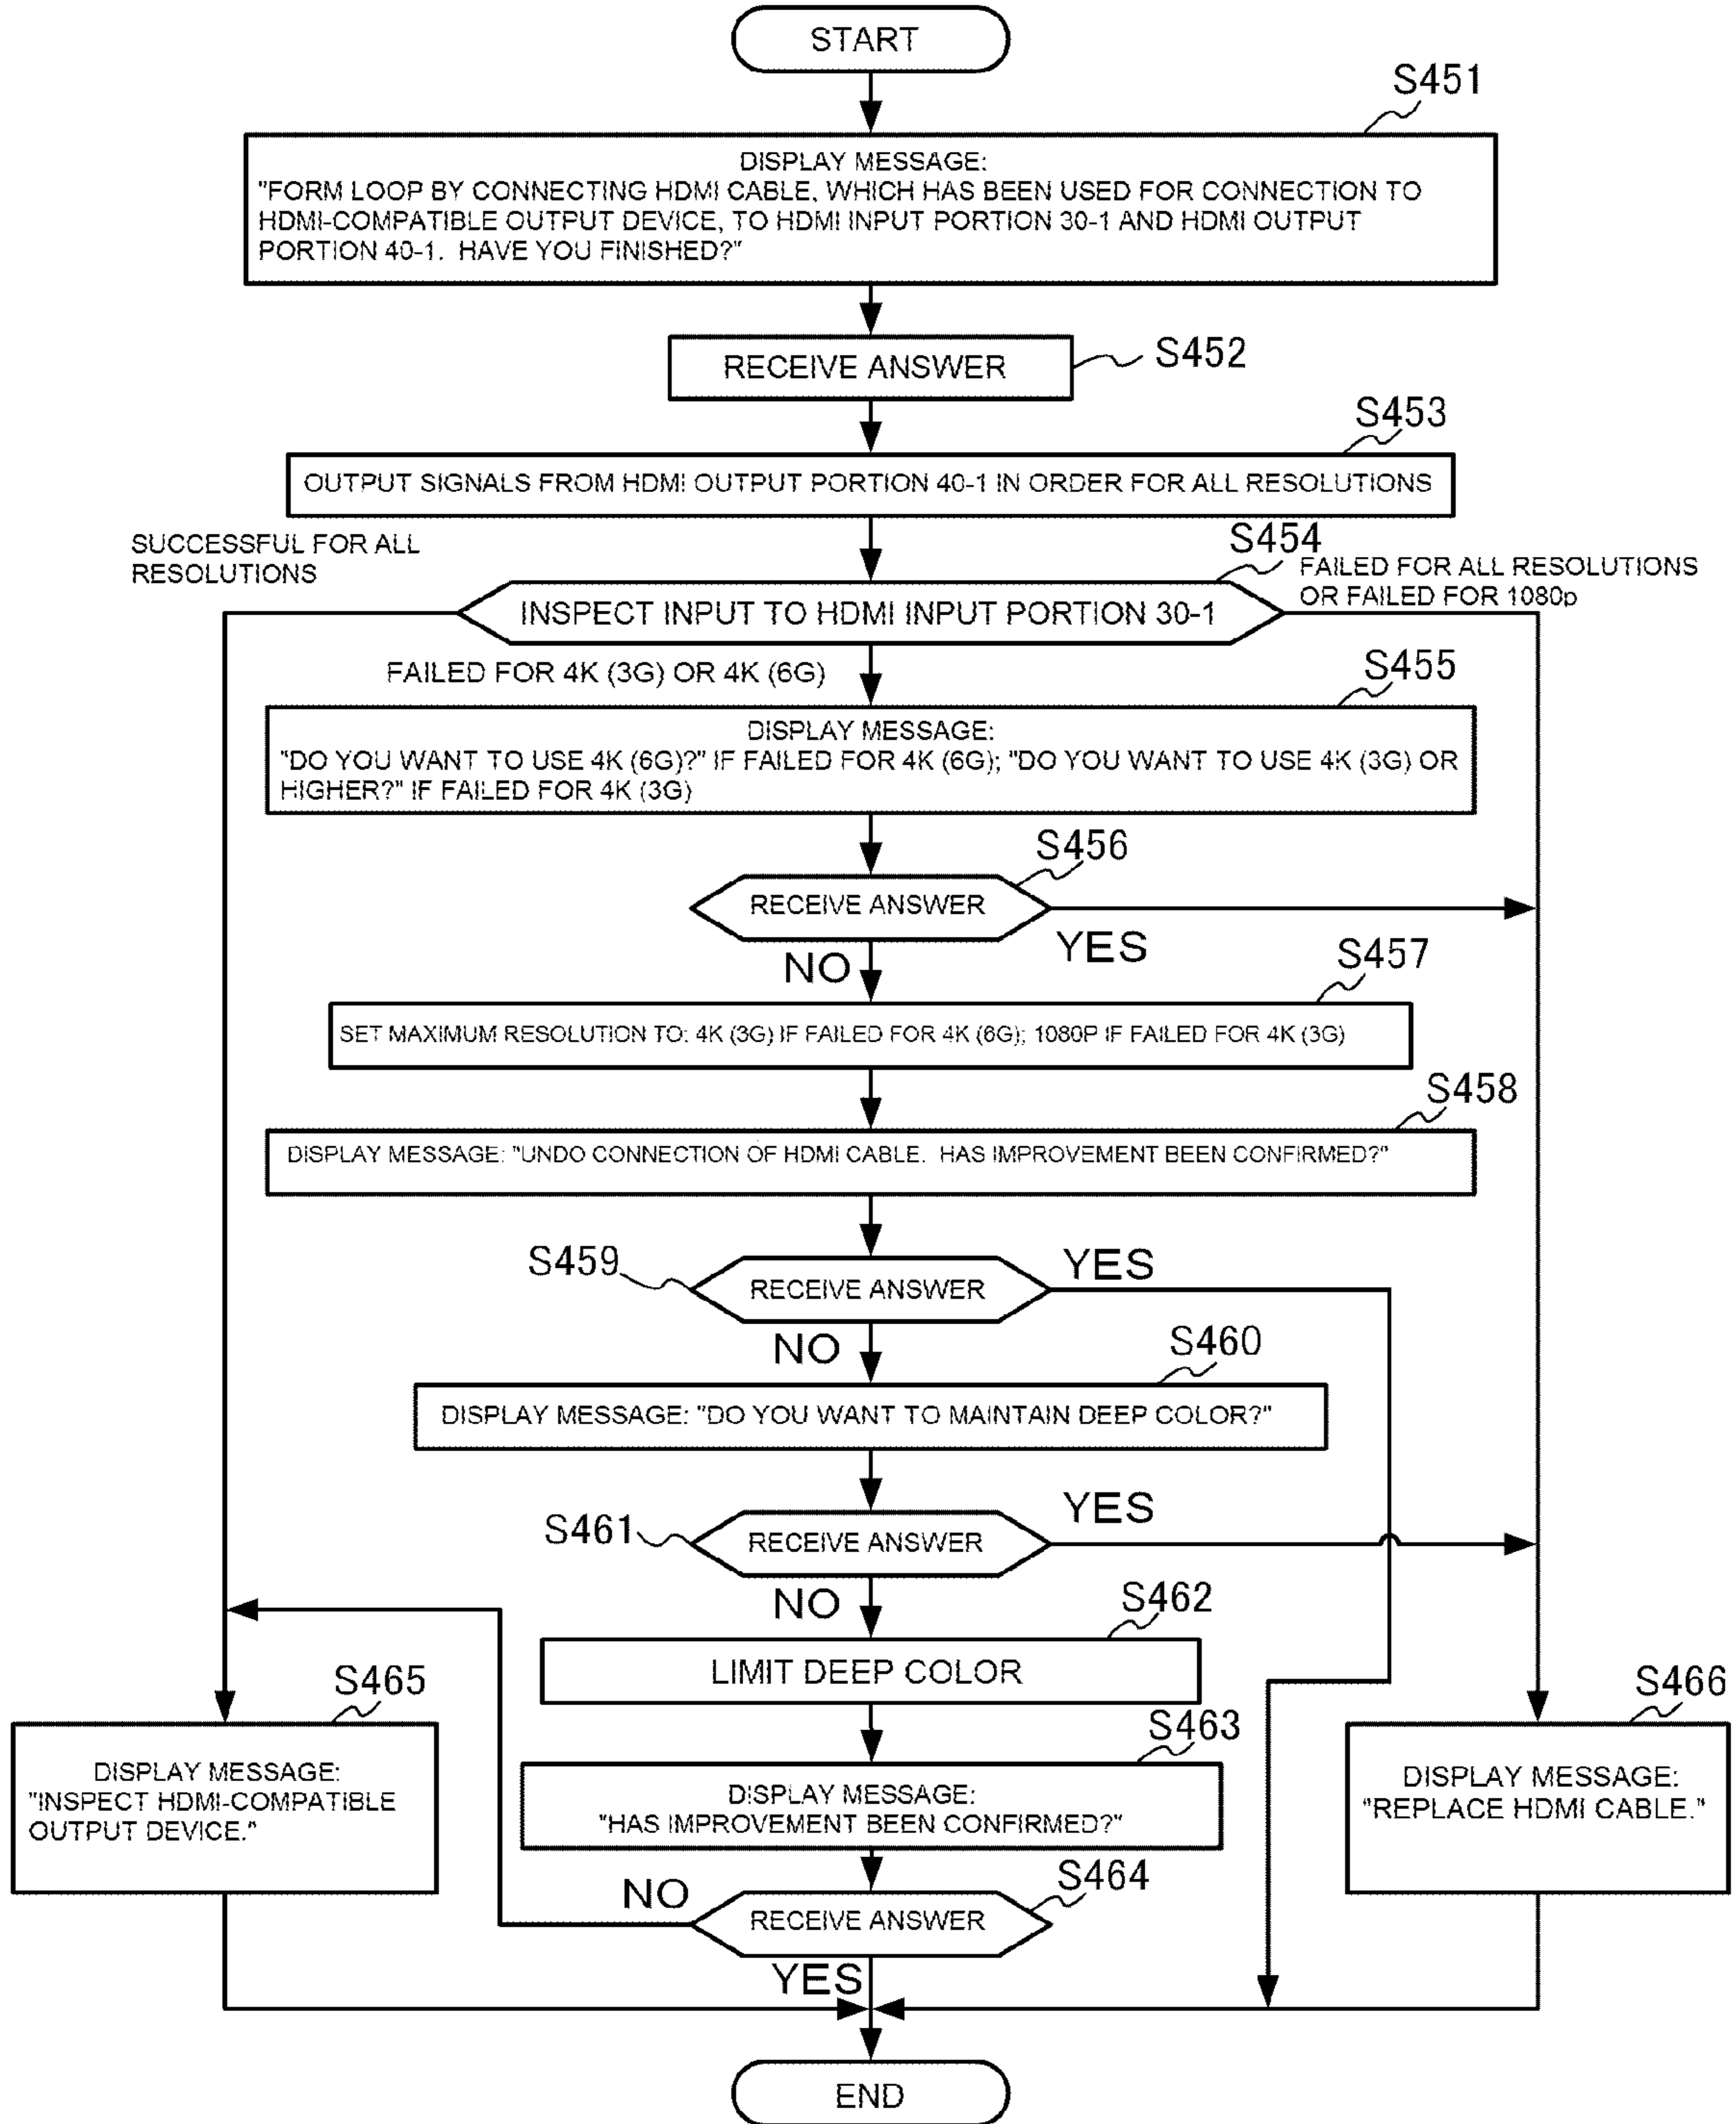 START
S451
DISPLAY MESSAGE:
"FORM LOOP BY CONNECTING HDMI CABLE, WHICH HAS BEEN USED FOR CONNECTION TO
HDMI-COMPATIBLE OUTPUT DEVICE, TO HDMI INPUT PORTION 30-1 AND HDMI OUTPUT
PORTION 40-1. HAVE YOU FINISHED?"
RECEIVE ANSWER
S452
S453
OUTPUT SIGNALS FROM HDMI OUTPUT PORTION 40-1 IN ORDER FOR ALL RESOLUTIONS
SUCCESSFUL FOR ALL
RESOLUTIONS
S454
FAILED FOR ALL RESOLUTIONS
OR FAILED FOR 1080p
INSPECT INPUT TO HDMI INPUT PORTION 30-1
FAILED FOR 4K (3G) OR 4K (6G)
S455
DISPLAY MESSAGE:
"DO YOU WANT TO USE 4K (6G)?" IF FAILED FOR 4K (6G); "DO YOU WANT TO USE 4K (3G) OR
HIGHER?" IF FAILED FOR 4K (3G)
S456
RECEIVE ANSWER
YES
NO
S457
SET MAXIMUM RESOLUTION TO: 4K (3G) IF FAILED FOR 4K (6G); 1080P IF FAILED FOR 4K (3G)
S458
DISPLAY MESSAGE: "UNDO CONNECTION OF HDMI CABLE. HAS IMPROVEMENT BEEN CONFIRMED?"
S459
RECEIVE ANSWER
YES
NO
S460
DISPLAY MESSAGE: "DO YOU WANT TO MAINTAIN DEEP COLOR?"
S461
RECEIVE ANSWER
YES
NO
S462
LIMIT DEEP COLOR
S465
DISPLAY MESSAGE:
"INSPECT HDMI-COMPATIBLE
OUTPUT DEVICE."
S463
DISPLAY MESSAGE:
"HAS IMPROVEMENT BEEN CONFIRMED?"
S466
DISPLAY MESSAGE:
"REPLACE HDMI CABLE."
NO
S464
RECEIVE ANSWER
YES
END